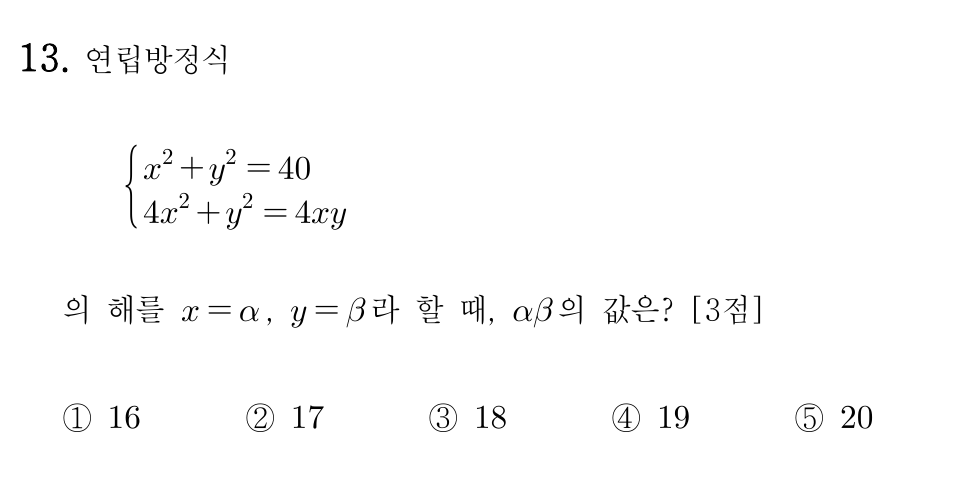 13. 연립방정식
x² + y² = 40
4x² + y² = 4xy
의 해를 x = α, y = β라 할 때, αβ의 값은? [3점]
① 16 ② 17 ③ 18 ④ 19 ⑤ 20